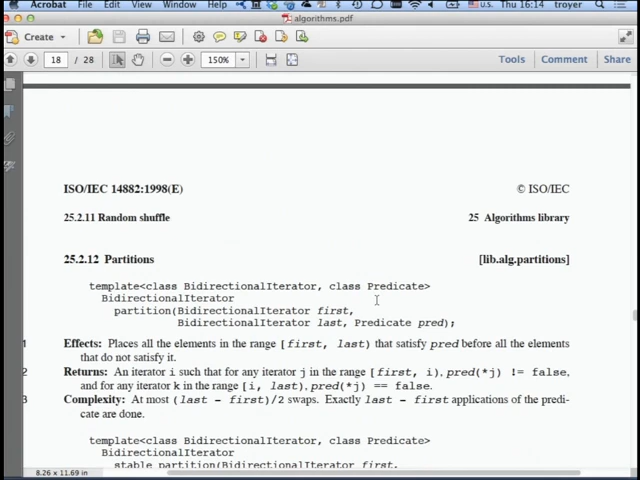 Acrobat File Edit View Window Help U.S. Thu 16:14 troyer
algorithms.pdf
Create
18 / 28 150% Tools Comment Share
ISO/IEC 14882:1998(E) © ISO/IEC
25.2.11 Random shuffle 25 Algorithms library
25.2.12 Partitions [lib.alg.partitions]
template<class BidirectionalIterator, class Predicate>
BidirectionalIterator
partition(BidirectionalIterator first,
BidirectionalIterator last, Predicate pred);
1 Effects: Places all the elements in the range [first, last) that satisfy pred before all the elements
that do not satisfy it.
2 Returns: An iterator i such that for any iterator j in the range [first, i), pred(*j) != false,
and for any iterator k in the range [i, last), pred(*j) == false.
3 Complexity: At most (last - first)/2 swaps. Exactly last - first applications of the predi-
cate are done.
template<class BidirectionalIterator, class Predicate>
BidirectionalIterator
stable partition(BidirectionalIterator first,
8.26 x 11.69 in